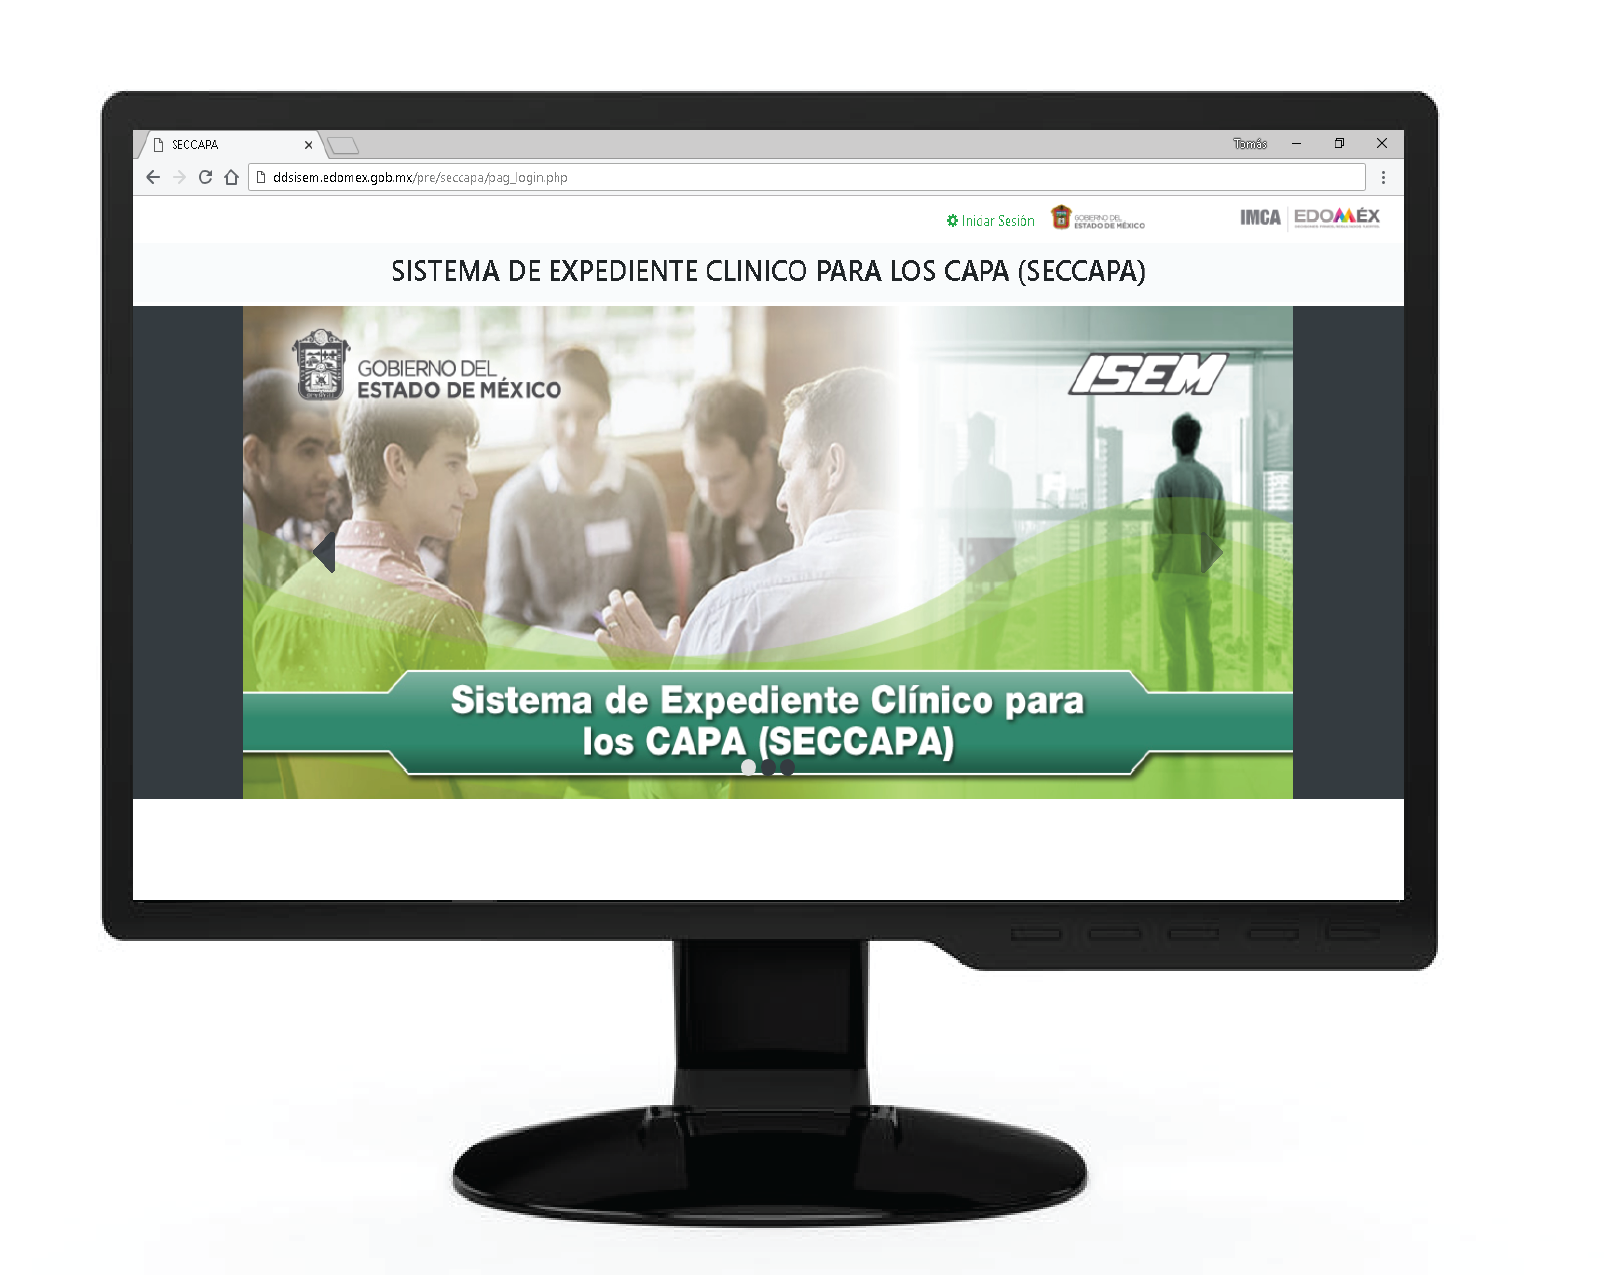 SECCAPA
Tomás
ddsisem.edomex.gob.mx/pre/seccapa/pag_login.php
Iniciar Sesión
GOBIERNO DEL
ESTADO DE MÉXICO
IMCA
EDOMÉX
SISTEMA DE EXPEDIENTE CLINICO PARA LOS CAPA (SECCAPA)
GOBIERNO DEL
ESTADO DE MÉXICO
ISEM
Sistema de Expediente Clínico para
los CAPA (SECCAPA)